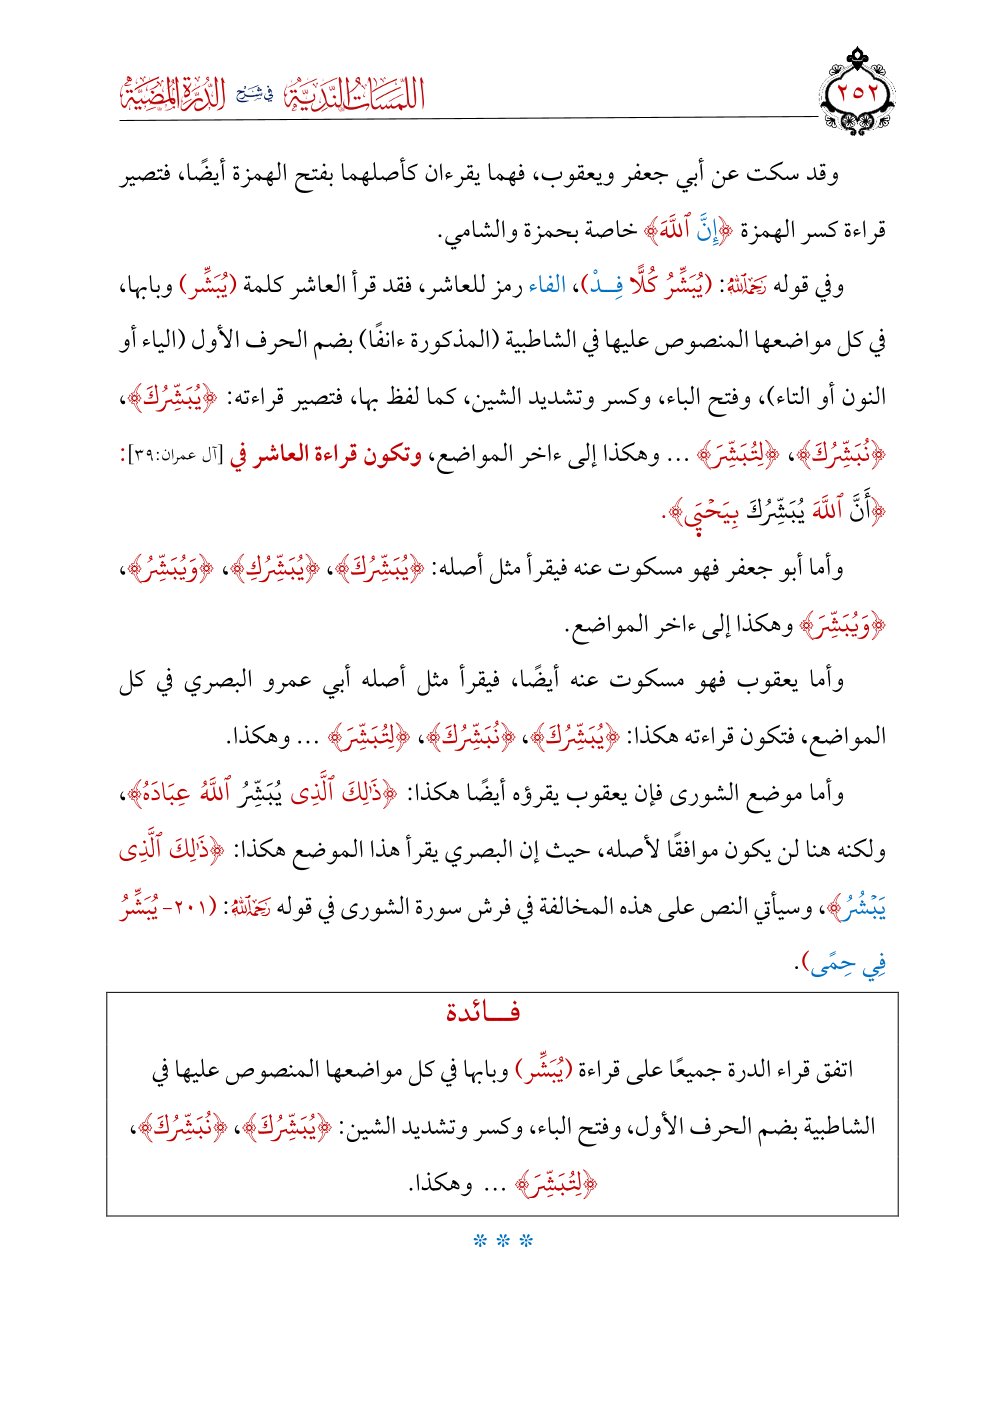 ٢٥٢
اللمسات الندية في شرح الدرة المضية
وقد سكت عن أبي جعفر ويعقوب، فهما يقرءان كأصلهما بفتح الهمزة أيضًا، فتصير
قراءة كسر الهمزة ﴿إِنَّ ٱللَّهَ﴾ خاصة بحمزة والشامي.
وفي قوله رَحِمَهُ ٱللَّهُ: (يُبَشِّرُ كُلًّا فِـدْ)، الفاء رمز للعاشر، فقد قرأ العاشر كلمة (يُبَشِّر) وبابها،
في كل مواضعها المنصوص عليها في الشاطبية (المذكورة ءانفًا) بضم الحرف الأول (الياء أو
النون أو التاء)، وفتح الباء، وكسر وتشديد الشين، كما لفظ بها، فتصير قراءته: ﴿يُبَشِّرُكَ﴾،
﴿نُبَشِّرُكَ﴾، ﴿لِتُبَشِّرَ﴾ ... وهكذا إلى ءاخر المواضع، وتكون قراءة العاشر في [آل عمران:٣٩]:
﴿أَنَّ ٱللَّهَ يُبَشِّرُكَ بِيَحْيَىٰ﴾.
وأما أبو جعفر فهو مسكوت عنه فيقرأ مثل أصله: ﴿يُبَشِّرُكَ﴾، ﴿يُبَشِّرُكِ﴾، ﴿وَيُبَشِّرُ﴾،
﴿وَيُبَشِّرَ﴾ وهكذا إلى ءاخر المواضع.
وأما يعقوب فهو مسكوت عنه أيضًا، فيقرأ مثل أصله أبي عمرو البصري في كل
المواضع، فتكون قراءته هكذا: ﴿يُبَشِّرُكَ﴾، ﴿نُبَشِّرُكَ﴾، ﴿لِتُبَشِّرَ﴾ ... وهكذا.
وأما موضع الشورى فإن يعقوب يقرؤه أيضًا هكذا: ﴿ذَٰلِكَ ٱلَّذِى يُبَشِّرُ ٱللَّهُ عِبَادَهُ﴾،
ولكنه هنا لن يكون موافقًا لأصله، حيث إن البصري يقرأ هذا الموضع هكذا: ﴿ذَٰلِكَ ٱلَّذِى
يَبْشُرُ﴾، وسيأتي النص على هذه المخالفة في فرش سورة الشورى في قوله رَحِمَهُ ٱللَّهُ: (٢٠١- يُبَشِّرُ
فِي حِمًى).
فـــائدة
اتفق قراء الدرة جميعًا على قراءة (يُبَشِّر) وبابها في كل مواضعها المنصوص عليها في
الشاطبية بضم الحرف الأول، وفتح الباء، وكسر وتشديد الشين: ﴿يُبَشِّرُكَ﴾، ﴿نُبَشِّرُكَ﴾،
﴿لِتُبَشِّرَ﴾ ... وهكذا.
* * *